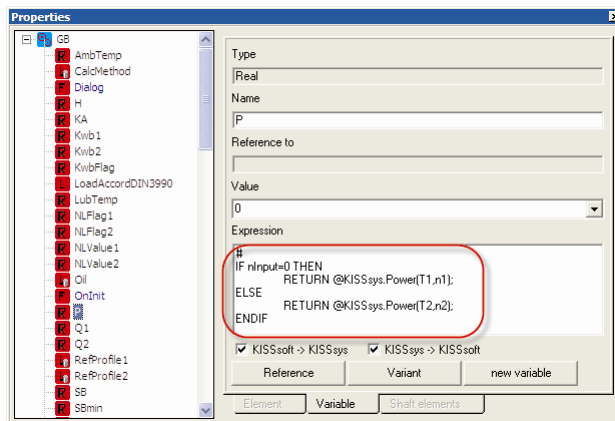 Properties
GB
AmbTemp
CalcMethod
Dialog
H
KA
Kwb1
Kwb2
KwbFlag
LoadAccordDIN3990
LubTemp
NLFlag1
NLFlag2
NLValue1
NLValue2
Oil
OnInit
P
Q1
Q2
RefProfile1
RefProfile2
SB
SBmin
Type
Real
Name
P
Reference to
Value
0
Expression
#
IF nInput=0 THEN
RETURN @KISSsys.Power(T1,n1);
ELSE
RETURN @KISSsys.Power(T2,n2);
ENDIF
KISSsoft -> KISSsys KISSsys -> KISSsoft
Reference Variant new variable
Element Variable Shaft elements